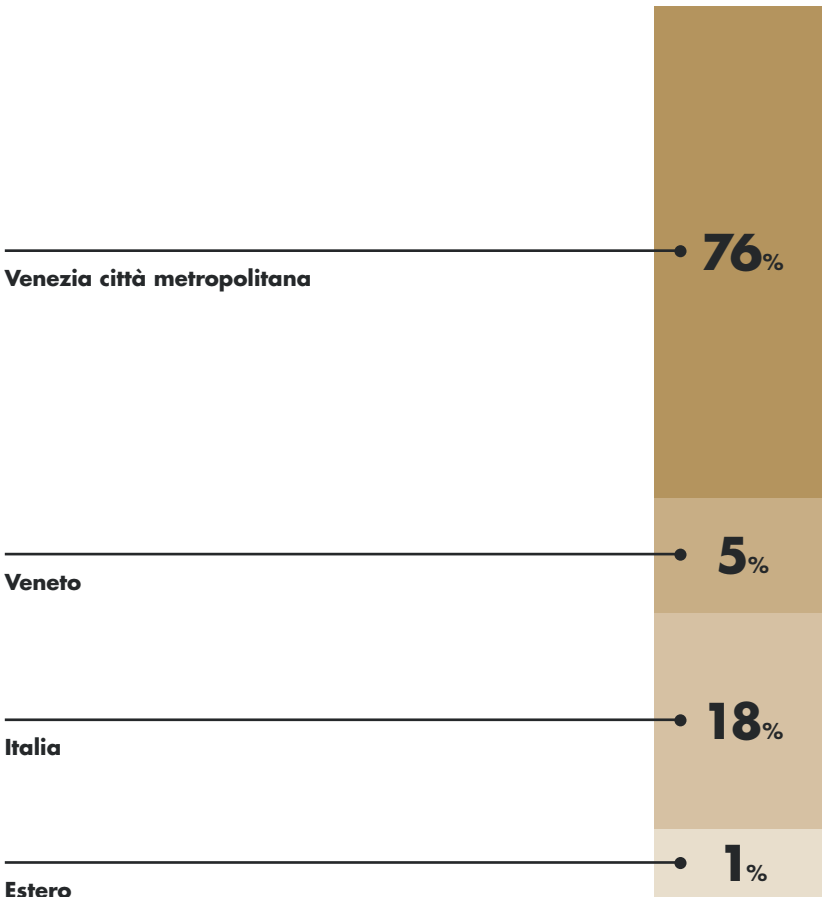 76%
Venezia città metropolitana
5%
Veneto
18%
Italia
1%
Estero